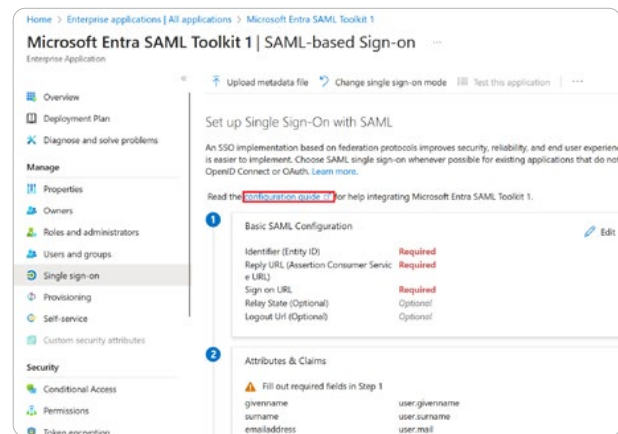 Home > Enterprise applications | All applications > Microsoft Entra SAML Toolkit 1
Microsoft Entra SAML Toolkit 1 | SAML-based Sign-on ...
Enterprise Application
Overview
Deployment Plan
Diagnose and solve problems
Manage
Properties
Owners
Roles and administrators
Users and groups
Single sign-on
Provisioning
Self-service
Custom security attributes
Security
Conditional Access
Permissions
Token encryption
Upload metadata file Change single sign-on mode Test this application ...
Set up Single Sign-On with SAML
An SSO implementation based on federation protocols improves security, reliability, and end user experien
is easier to implement. Choose SAML single sign-on whenever possible for existing applications that do not
OpenID Connect or OAuth. Learn more.
Read the configuration guide for help integrating Microsoft Entra SAML Toolkit 1.
1
Basic SAML Configuration
Edit
Identifier (Entity ID) Required
Reply URL (Assertion Consumer Servic Required
e URL)
Sign on URL Required
Relay State (Optional) Optional
Logout Url (Optional) Optional
2
Attributes & Claims
Fill out required fields in Step 1
givenname user.givenname
surname user.surname
emailaddress user.mail